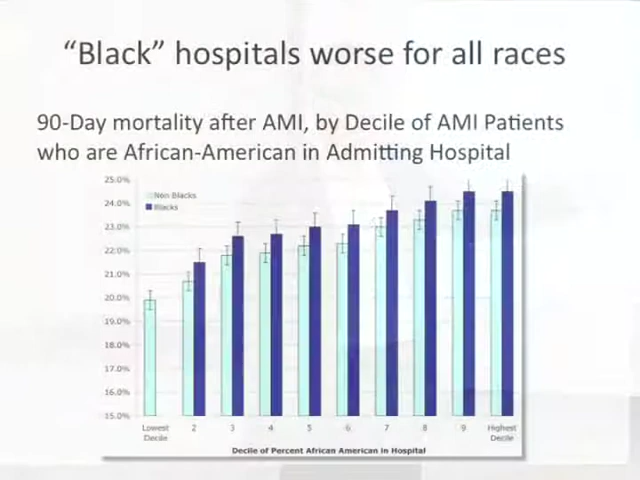 “Black” hospitals worse for all races
90-Day mortality after AMI, by Decile of AMI Patients
who are African-American in Admitting Hospital
25.0%
24.0%
23.0%
22.0%
21.0%
20.0%
19.0%
18.0%
17.0%
16.0%
15.0%
Non Blacks
Blacks
Lowest 2 3 4 5 6 7 8 9 Highest
Decile Decile
Decile of Percent African American in Hospital